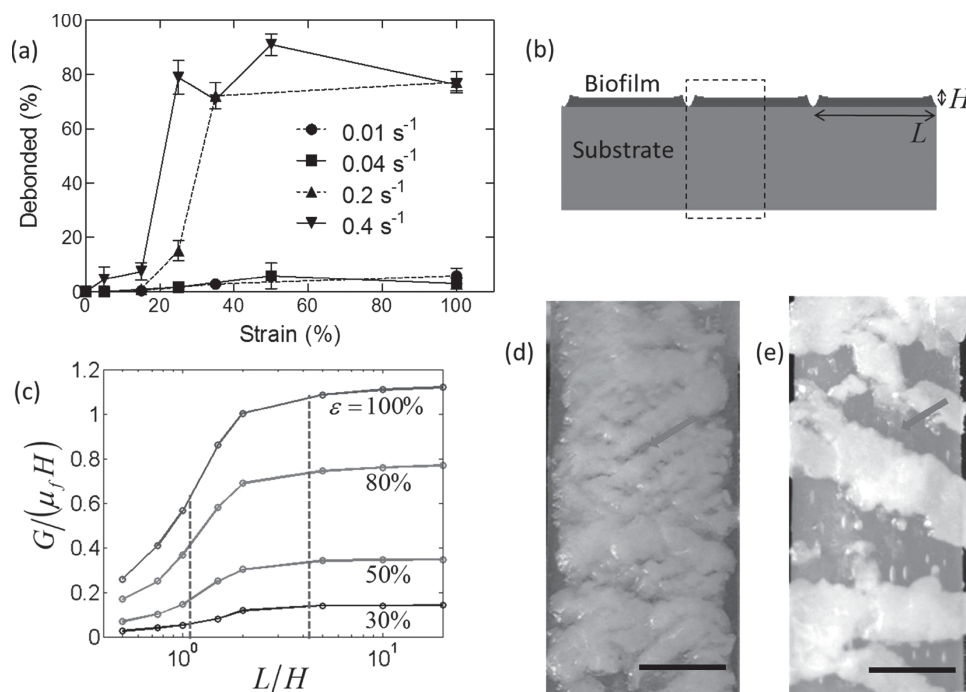 (a)
100
80
60
40
20
0
Debonded (%)
0 20 40 60 80 100
Strain (%)
0.01 s⁻¹
0.04 s⁻¹
0.2 s⁻¹
0.4 s⁻¹
(b)
Biofilm
H
L
Substrate
(c)
1.2
1
0.8
0.6
0.4
0.2
0
G/(μ_f H)
ε = 100%
80%
50%
30%
10⁰ 10¹
L/H
(d)
(e)